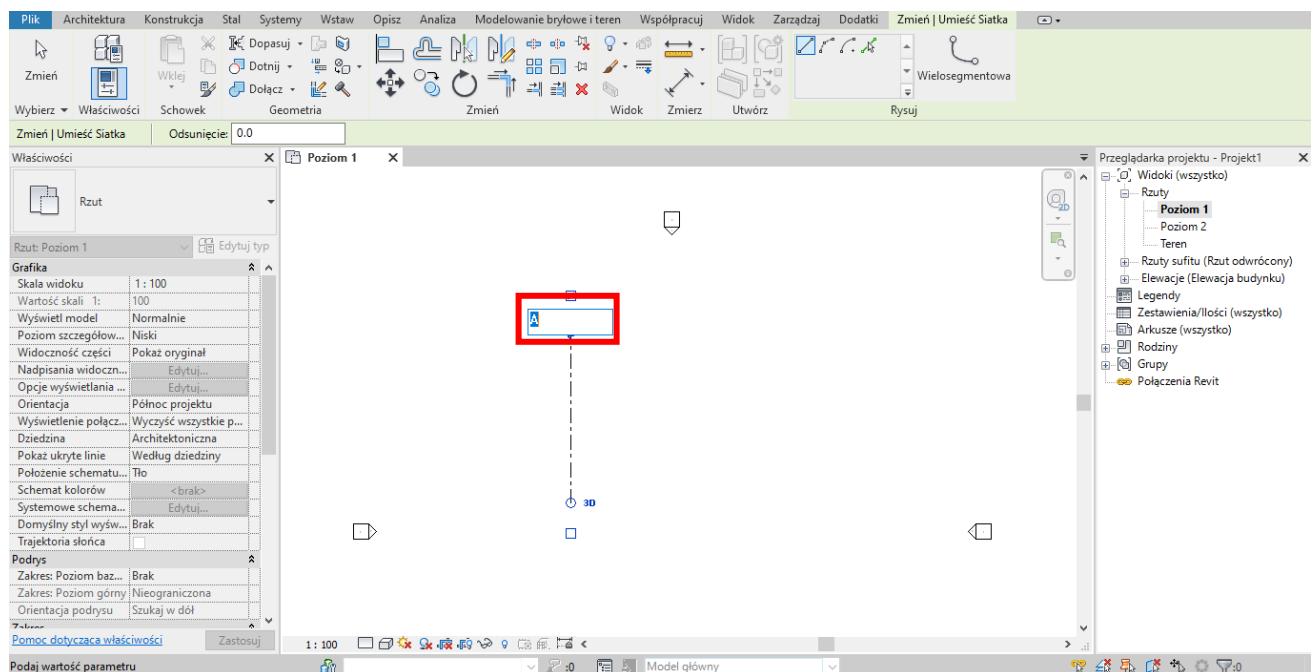 Plik Architektura Konstrukcja Stal Systemy Wstaw Opisz Analiza Modelowanie bryłowe i teren Współpracuj Widok Zarządzaj Dodatki Zmień | Umieść Siatka
Zmień
Wklej
Dopasuj
Dotnij
Dołącz
2D
Wielosegmentowa
Wybierz Właściwości Schowek Geometria Zmień Widok Zmierz Utwórz Rysuj
Zmień | Umieść Siatka Odsunięcie: 0.0
Właściwości X
Poziom 1 X
Przeglądarka projektu - Projekt1 X
Rzut
Rzut: Poziom 1 Edytuj typ
Grafika
Skala widoku 1 : 100
Wartość skali 1: 100
Wyświetl model Normalnie
Poziom szczegółow... Niski
Widoczność części Pokaż oryginał
Nadpisania widoczn... Edytuj...
Opcje wyświetlania ... Edytuj...
Orientacja Północ projektu
Wyświetlenie połącz... Wyczyść wszystkie p...
Dziedzina Architektoniczna
Pokaż ukryte linie Według dziedziny
Położenie schematu... Tło
Schemat kolorów <brak>
Systemowe schema... Edytuj...
Domyślny styl wyśw... Brak
Trajektoria słońca
Podrys
Zakres: Poziom baz... Brak
Zakres: Poziom górny Nieograniczona
Orientacja podrysu Szukaj w dół
Zakres
Pomoc dotycząca właściwości Zastosuj
A
3D
Widoki (wszystko)
Rzuty
Poziom 1
Poziom 2
Teren
Rzuty sufitu (Rzut odwrócony)
Elewacje (Elewacja budynku)
Legendy
Zestawienia/Ilości (wszystko)
Arkusze (wszystko)
Rodziny
Grupy
Połączenia Revit
1 : 100
Podaj wartość parametru :0 Model główny :0